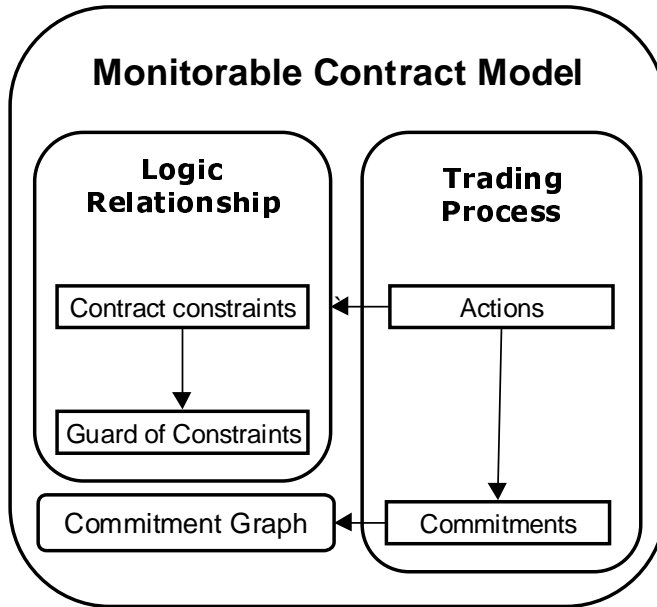 Monitorable Contract Model
Logic
Relationship
Trading
Process
Contract constraints
Actions
Guard of Constraints
Commitment Graph
Commitments